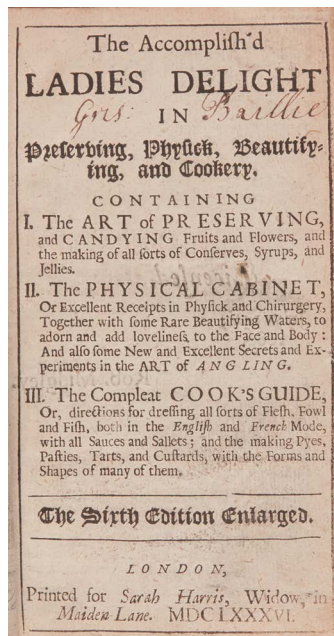 The Accompliſh'd
LADIES DELIGHT
Gris: IN Baillie
Preſerving, Phyſick, Beautify-
ing, and Cookery.
CONTAINING
I. The ART of PRESERVING,
and CANDYING Fruits and Flowers, and
the making of all ſorts of Conſerves, Syrups, and
Jellies.
II. The PHYSICAL CABINET,
Or Excellent Receipts in Phyſick and Chirurgery,
Together with ſome Rare Beautifying Waters, to
adorn and add lovelineſs, to the Face and Body:
And alſo ſome New and Excellent Secrets and Ex-
periments in the ART of ANGLING.
III. The Compleat COOK'S GUIDE,
Or, directions for dreſſing all ſorts of Fleſh, Fowl
and Fiſh, both in the Engliſh and French Mode,
with all Sauces and Sallets; and the making Pyes,
Paſties, Tarts, and Cuſtards, with the Forms and
Shapes of many of them.
The Sixth Edition Enlarged.
LONDON,
Printed for Sarah Harris, Widow, in
Maiden-Lane. MDCLXXXVI.